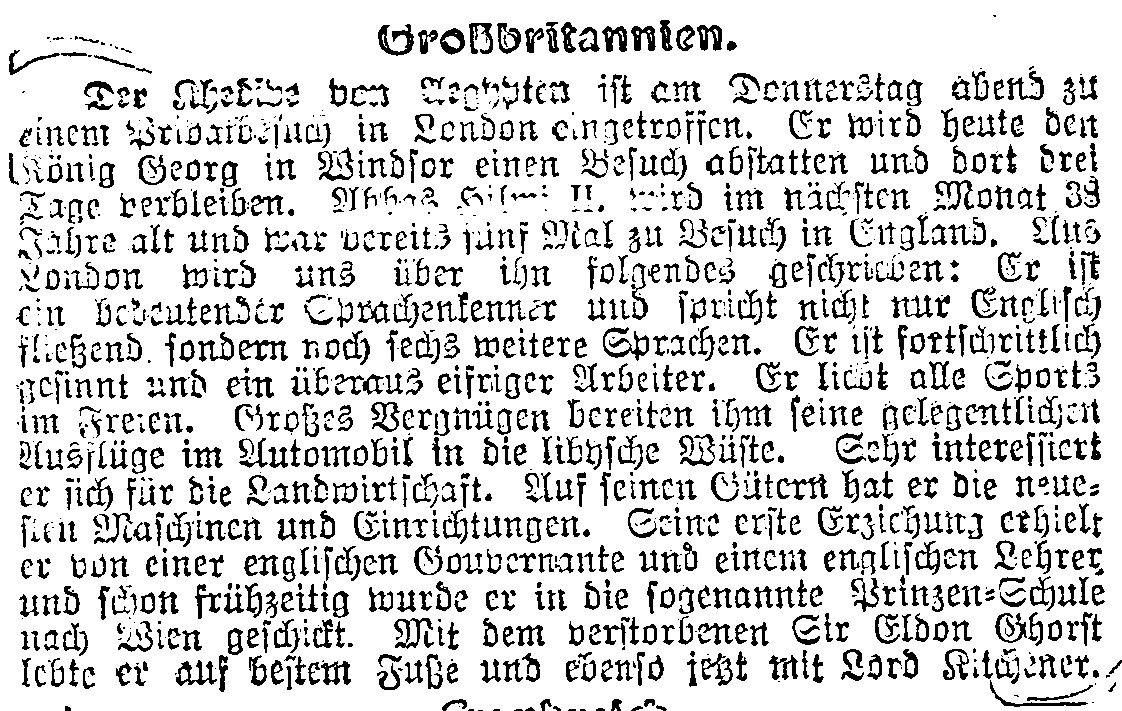 Großbritannien.
Der Khedive von Aegypten ist am Donnerstag abend zu
einem Privatbesuch in London eingetroffen. Er wird heute den
König Georg in Windsor einen Besuch abstatten und dort drei
Tage verbleiben. Abbas Hilmi II. wird im nächsten Monat 38
Jahre alt und war bereits fünf Mal zu Besuch in England. Aus
London wird uns über ihn folgendes geschrieben: Er ist
ein bedeutender Sprachenkenner und spricht nicht nur Englisch
fließend, sondern noch sechs weitere Sprachen. Er ist fortschrittlich
gesinnt und ein überaus eifriger Arbeiter. Er liebt alle Sports
im Freien. Großes Vergnügen bereiten ihm seine gelegentlichen
Ausflüge im Automobil in die libysche Wüste. Sehr interessiert
er sich für die Landwirtschaft. Auf seinen Gütern hat er die neue-
sten Maschinen und Einrichtungen. Seine erste Erziehung erhielt
er von einer englischen Gouvernante und einem englischen Lehrer,
und schon frühzeitig wurde er in die sogenannte Prinzen-Schule
nach Wien geschickt. Mit dem verstorbenen Sir Eldon Ghorst
lebte er auf bestem Fuße und ebenso jetzt mit Lord Kitchener.